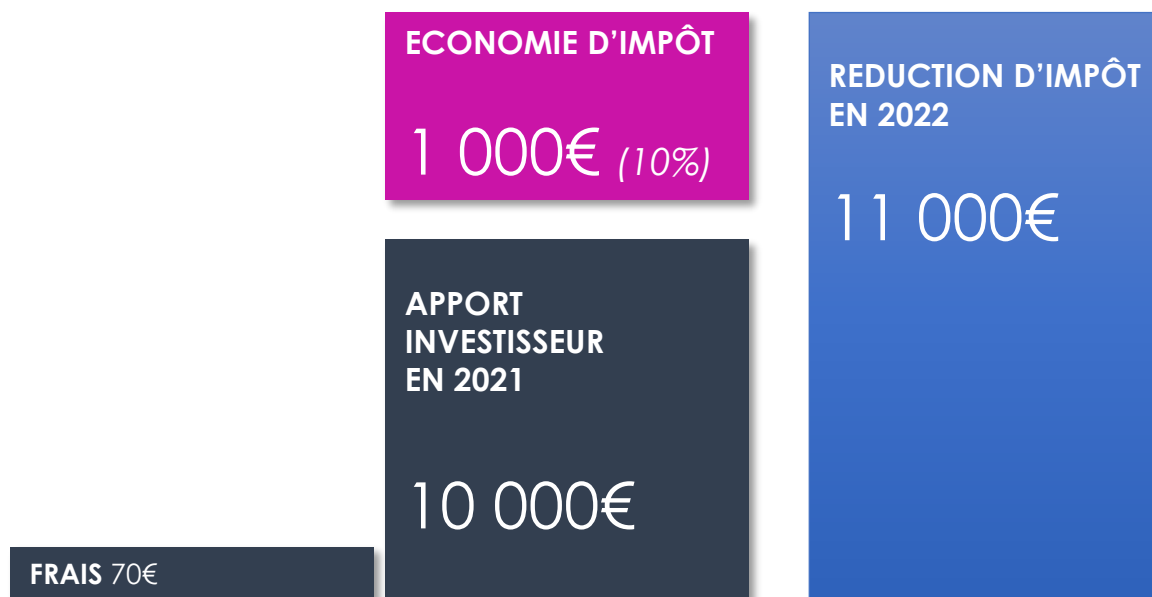 ECONOMIE D'IMPÔT
1 000€ (10%)
REDUCTION D'IMPÔT
EN 2022
11 000€
APPORT
INVESTISSEUR
EN 2021
10 000€
FRAIS 70€